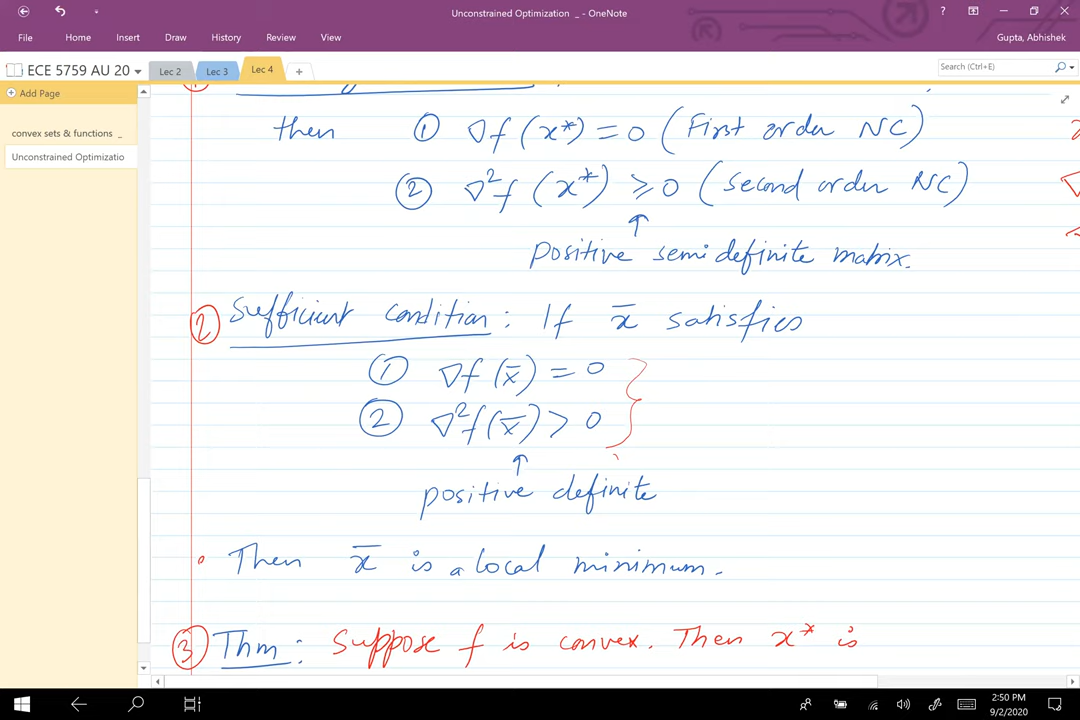 Unconstrained Optimization _ - OneNote
?
File Home Insert Draw History Review View
Gupta, Abhishek
ECE 5759 AU 20
Lec 2 Lec 3 Lec 4 +
Search (Ctrl+E)
Add Page
convex sets & functions _
Unconstrained Optimizatio
then ① ∇f(x*) = 0 (First order NC)
② ∇²f(x*) ≥ 0 (Second order NC)
↑
positive semidefinite matrix.
② Sufficient condition: If x̄ satisfies
① ∇f(x̄) = 0
② ∇²f(x̄) > 0
↑
positive definite
Then x̄ is a local minimum.
③ Thm: Suppose f is convex. Then x* is
2:50 PM
9/2/2020